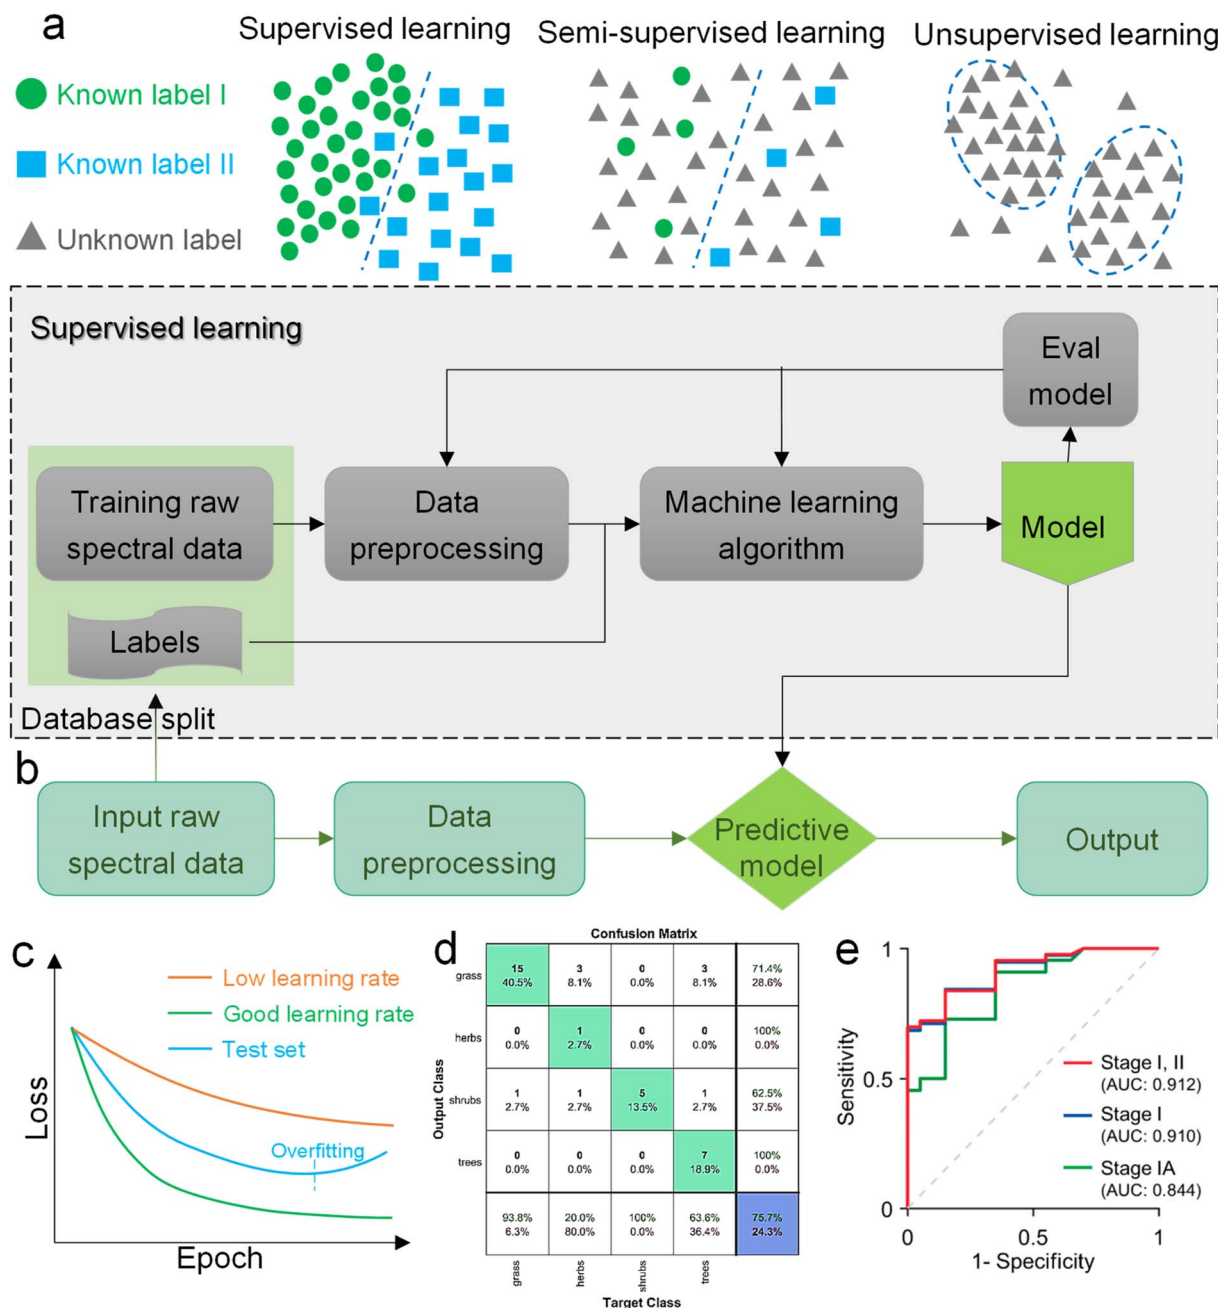 a
Supervised learning
Semi-supervised learning
Unsupervised learning
Known label I
Known label II
Unknown label
Supervised learning
Eval
model
Training raw
spectral data
Data
preprocessing
Machine learning
algorithm
Model
Labels
Database split
b
Input raw
spectral data
Data
preprocessing
Predictive
model
Output
c
Low learning rate
Good learning rate
Test set
Overfitting
Loss
Epoch
d
Confusion Matrix
grass
15 3 0 3 71.4%
40.5% 8.1% 0.0% 8.1% 28.6%
herbs
0 1 0 0 100%
0.0% 2.7% 0.0% 0.0% 0.0%
shrubs
1 1 5 1 62.5%
2.7% 2.7% 13.5% 2.7% 37.5%
trees
0 0 0 7 100%
0.0% 0.0% 0.0% 18.9% 0.0%
93.8% 20.0% 100% 63.6% 75.7%
6.3% 80.0% 0.0% 36.4% 24.3%
Output Class
grass herbs shrubs trees
Target Class
e
1
0.5
0
Sensitivity
Stage I, II
(AUC: 0.912)
Stage I
(AUC: 0.910)
Stage IA
(AUC: 0.844)
0 0.5 1
1- Specificity